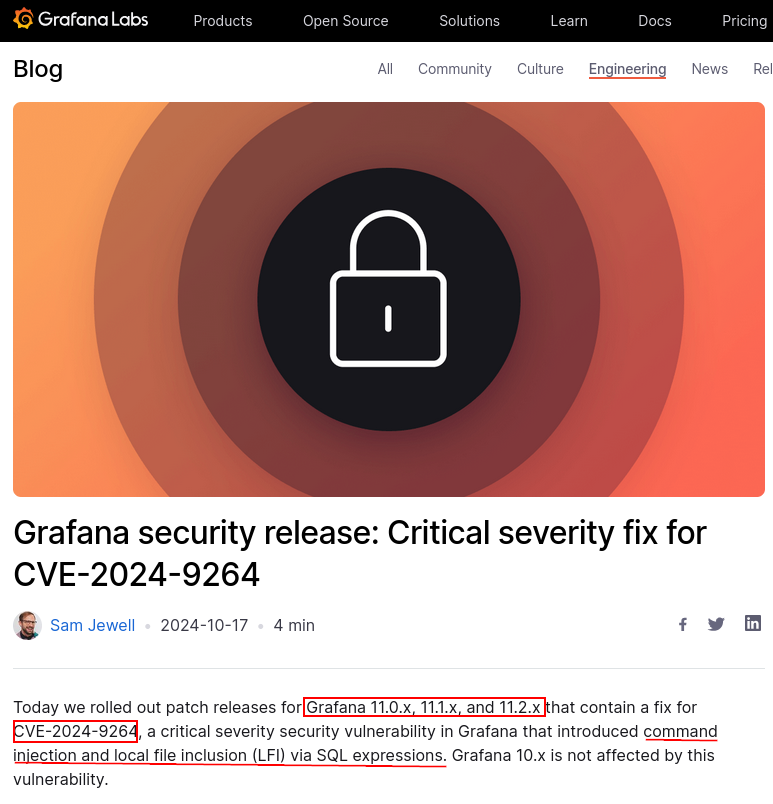 Grafana Labs Products Open Source Solutions Learn Docs Pricing
Blog All Community Culture Engineering News Rel
Grafana security release: Critical severity fix for
CVE-2024-9264
Sam Jewell • 2024-10-17 • 4 min
Today we rolled out patch releases for Grafana 11.0.x, 11.1.x, and 11.2.x that contain a fix for
CVE-2024-9264, a critical severity security vulnerability in Grafana that introduced command
injection and local file inclusion (LFI) via SQL expressions. Grafana 10.x is not affected by this
vulnerability.